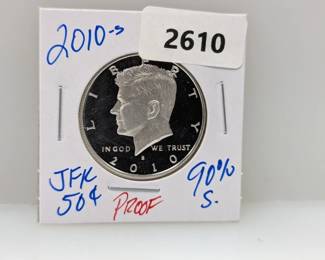 2010-s
2610
LIBERTY
IN GOD WE TRUST
S
2010
JFK
50¢
PROOF
90%
S.